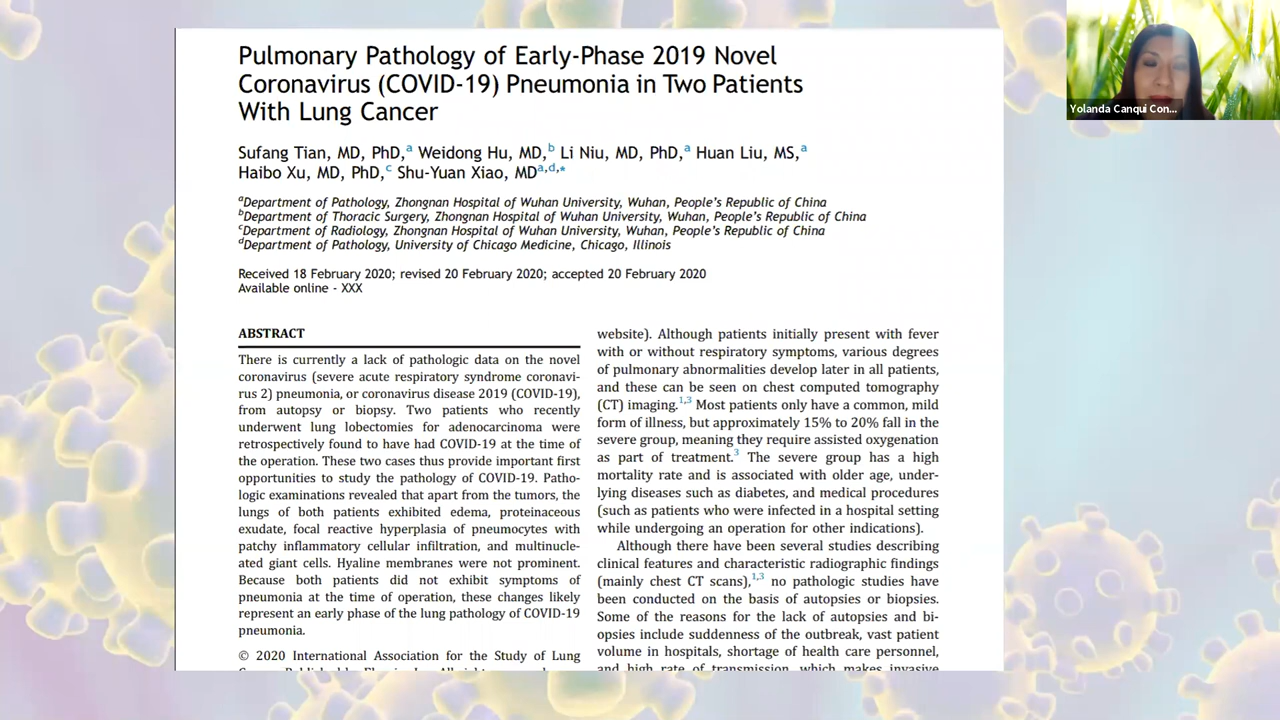 Pulmonary Pathology of Early-Phase 2019 Novel
Coronavirus (COVID-19) Pneumonia in Two Patients
With Lung Cancer
Sufang Tian, MD, PhD,a Weidong Hu, MD,b Li Niu, MD, PhD,a Huan Liu, MS,a
Haibo Xu, MD, PhD,c Shu-Yuan Xiao, MDa,d,*
aDepartment of Pathology, Zhongnan Hospital of Wuhan University, Wuhan, People's Republic of China
bDepartment of Thoracic Surgery, Zhongnan Hospital of Wuhan University, Wuhan, People's Republic of China
cDepartment of Radiology, Zhongnan Hospital of Wuhan University, Wuhan, People's Republic of China
dDepartment of Pathology, University of Chicago Medicine, Chicago, Illinois
Received 18 February 2020; revised 20 February 2020; accepted 20 February 2020
Available online - XXX
ABSTRACT
There is currently a lack of pathologic data on the novel
coronavirus (severe acute respiratory syndrome coronavi-
rus 2) pneumonia, or coronavirus disease 2019 (COVID-19),
from autopsy or biopsy. Two patients who recently
underwent lung lobectomies for adenocarcinoma were
retrospectively found to have had COVID-19 at the time of
the operation. These two cases thus provide important first
opportunities to study the pathology of COVID-19. Patho-
logic examinations revealed that apart from the tumors, the
lungs of both patients exhibited edema, proteinaceous
exudate, focal reactive hyperplasia of pneumocytes with
patchy inflammatory cellular infiltration, and multinucle-
ated giant cells. Hyaline membranes were not prominent.
Because both patients did not exhibit symptoms of
pneumonia at the time of operation, these changes likely
represent an early phase of the lung pathology of COVID-19
pneumonia.
© 2020 International Association for the Study of Lung
website). Although patients initially present with fever
with or without respiratory symptoms, various degrees
of pulmonary abnormalities develop later in all patients,
and these can be seen on chest computed tomography
(CT) imaging.1,3 Most patients only have a common, mild
form of illness, but approximately 15% to 20% fall in the
severe group, meaning they require assisted oxygenation
as part of treatment.3 The severe group has a high
mortality rate and is associated with older age, under-
lying diseases such as diabetes, and medical procedures
(such as patients who were infected in a hospital setting
while undergoing an operation for other indications).
Although there have been several studies describing
clinical features and characteristic radiographic findings
(mainly chest CT scans),1,3 no pathologic studies have
been conducted on the basis of autopsies or biopsies.
Some of the reasons for the lack of autopsies and bi-
opsies include suddenness of the outbreak, vast patient
volume in hospitals, shortage of health care personnel,
and high rate of transmission, which makes invasive
Yolanda Canqui Con...